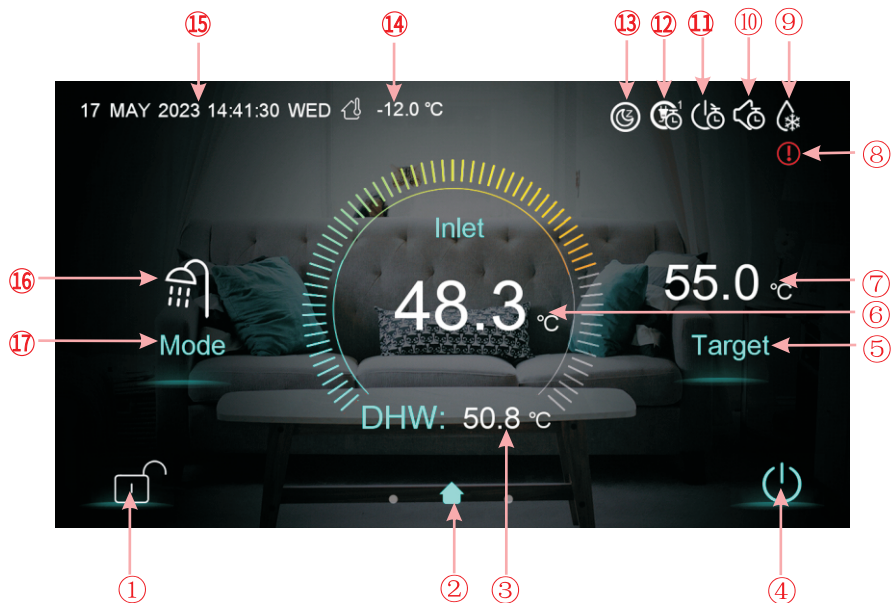 ⑮ ⑭ ⑬ ⑫ ⑪ ⑩ ⑨
17 MAY 2023 14:41:30 WED -12.0 ℃
1
⑧
Inlet
⑯ 48.3 ℃ 55.0 ℃ ⑦
⑥
⑰ Mode Target ⑤
DHW: 50.8 ℃
① ② ③ ④